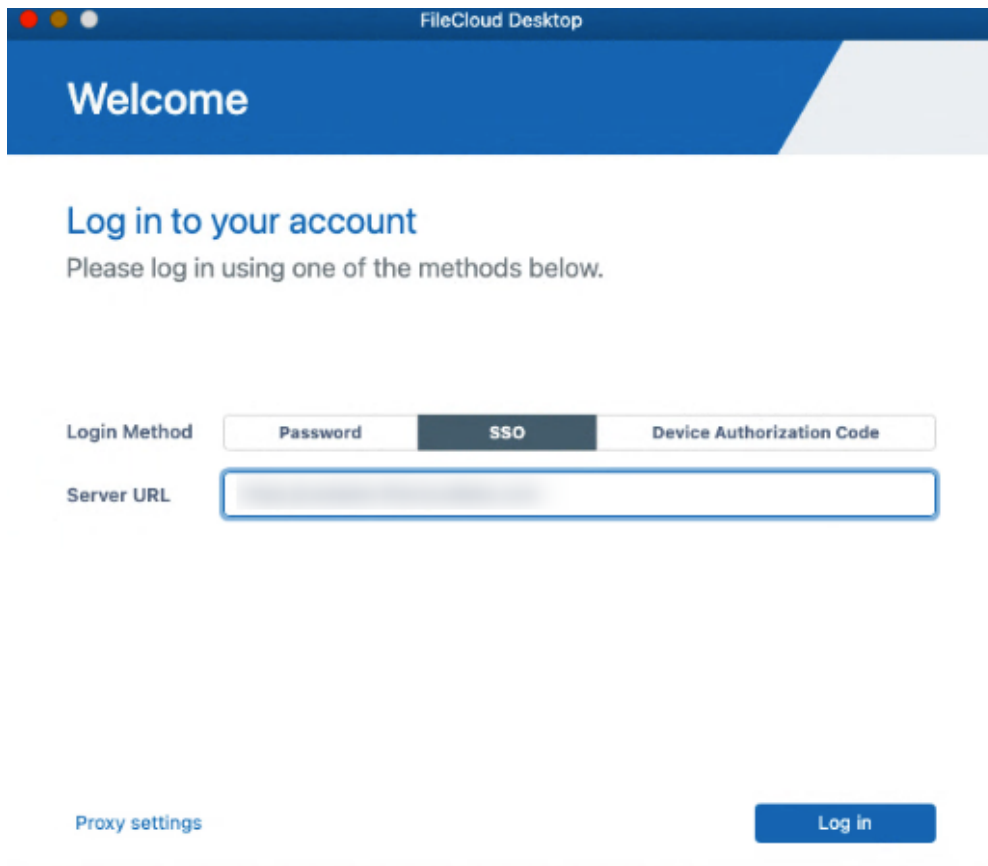 FileCloud Desktop
Welcome
Log in to your account
Please log in using one of the methods below.
Login Method Password SSO Device Authorization Code
Server URL
Proxy settings Log in